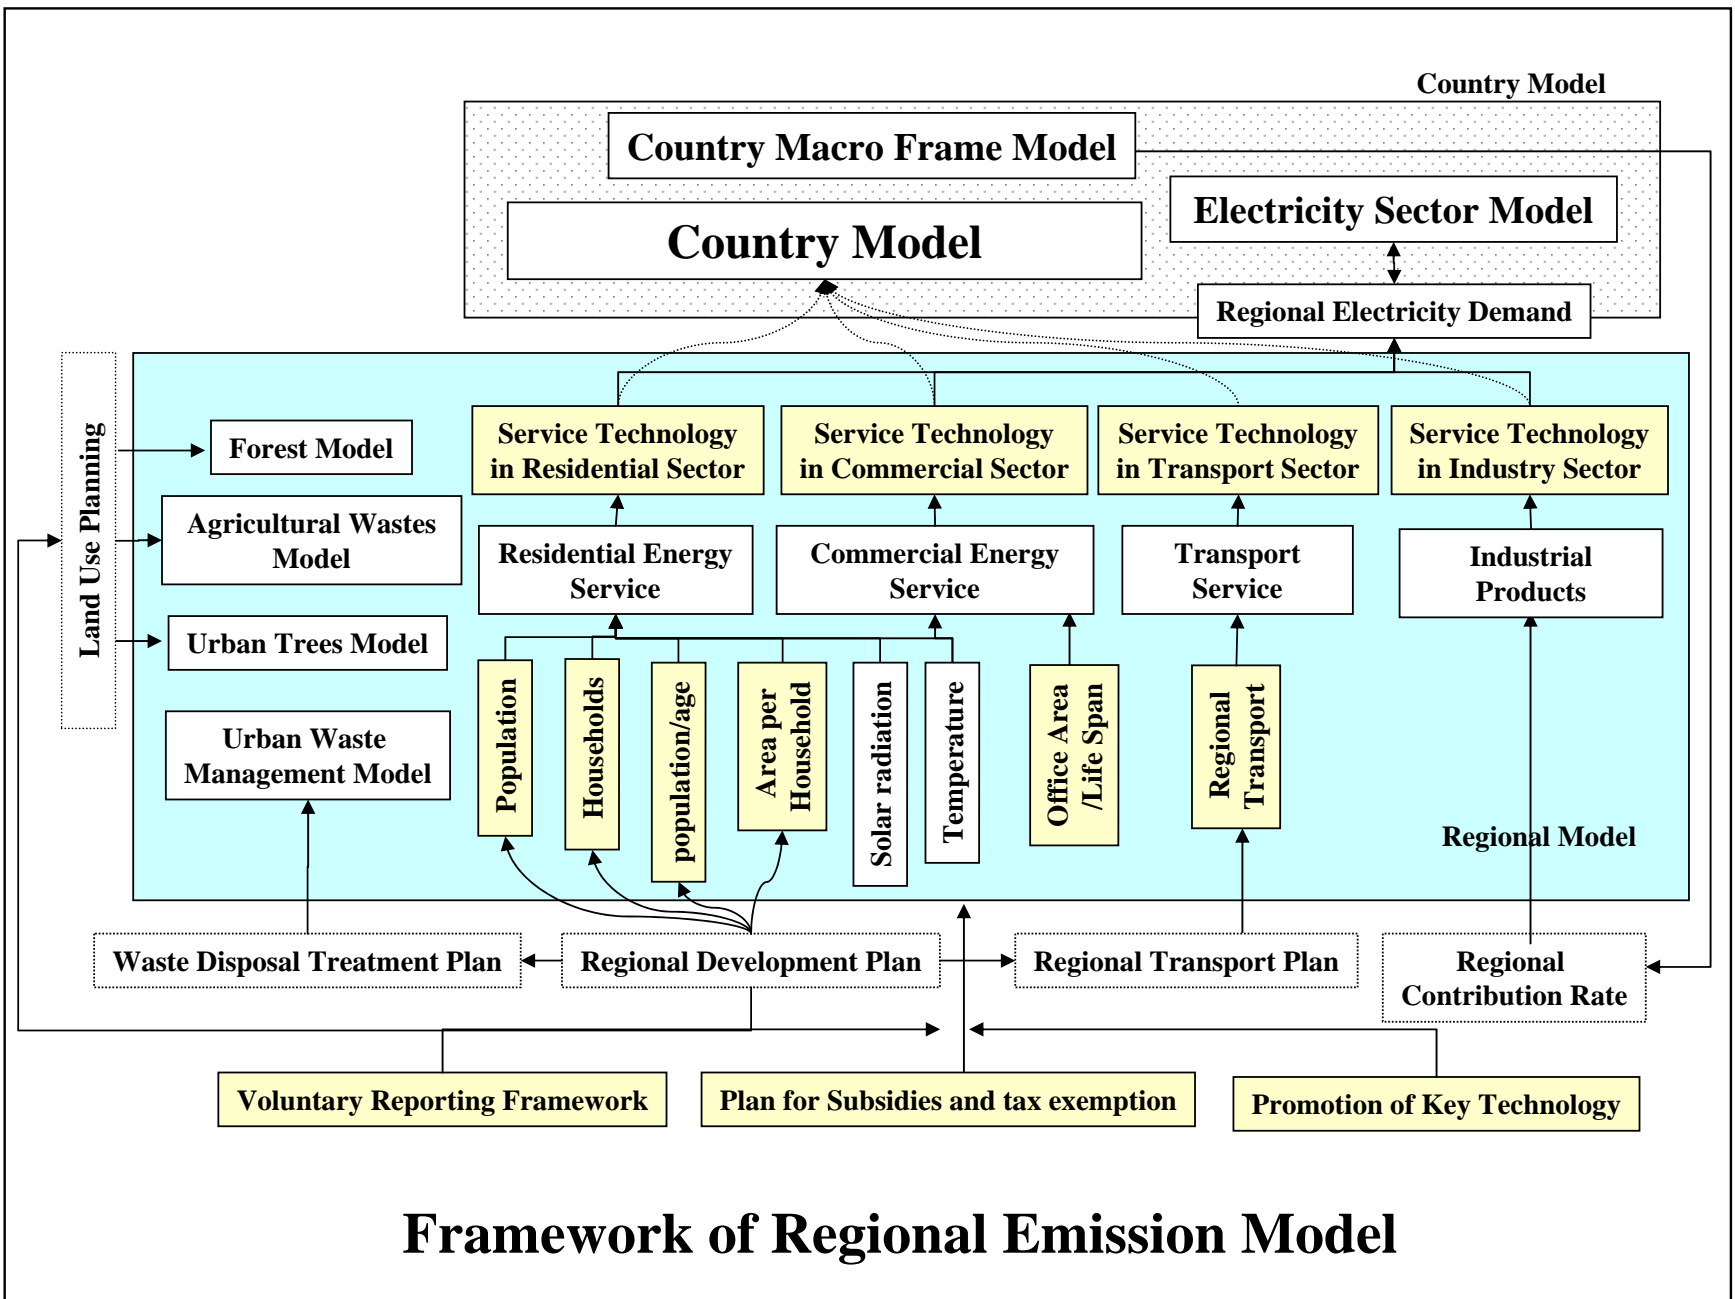 Country Model
Country Macro Frame Model
Electricity Sector Model
Country Model
Regional Electricity Demand
Land Use Planning
Forest Model
Service Technology
in Residential Sector
Service Technology
in Commercial Sector
Service Technology
in Transport Sector
Service Technology
in Industry Sector
Agricultural Wastes
Model
Residential Energy
Service
Commercial Energy
Service
Transport
Service
Industrial
Products
Urban Trees Model
Urban Waste
Management Model
Population
Households
population/age
Area per
Household
Solar radiation
Temperature
Office Area
/Life Span
Regional
Transport
Regional Model
Waste Disposal Treatment Plan
Regional Development Plan
Regional Transport Plan
Regional
Contribution Rate
Voluntary Reporting Framework
Plan for Subsidies and tax exemption
Promotion of Key Technology
Framework of Regional Emission Model